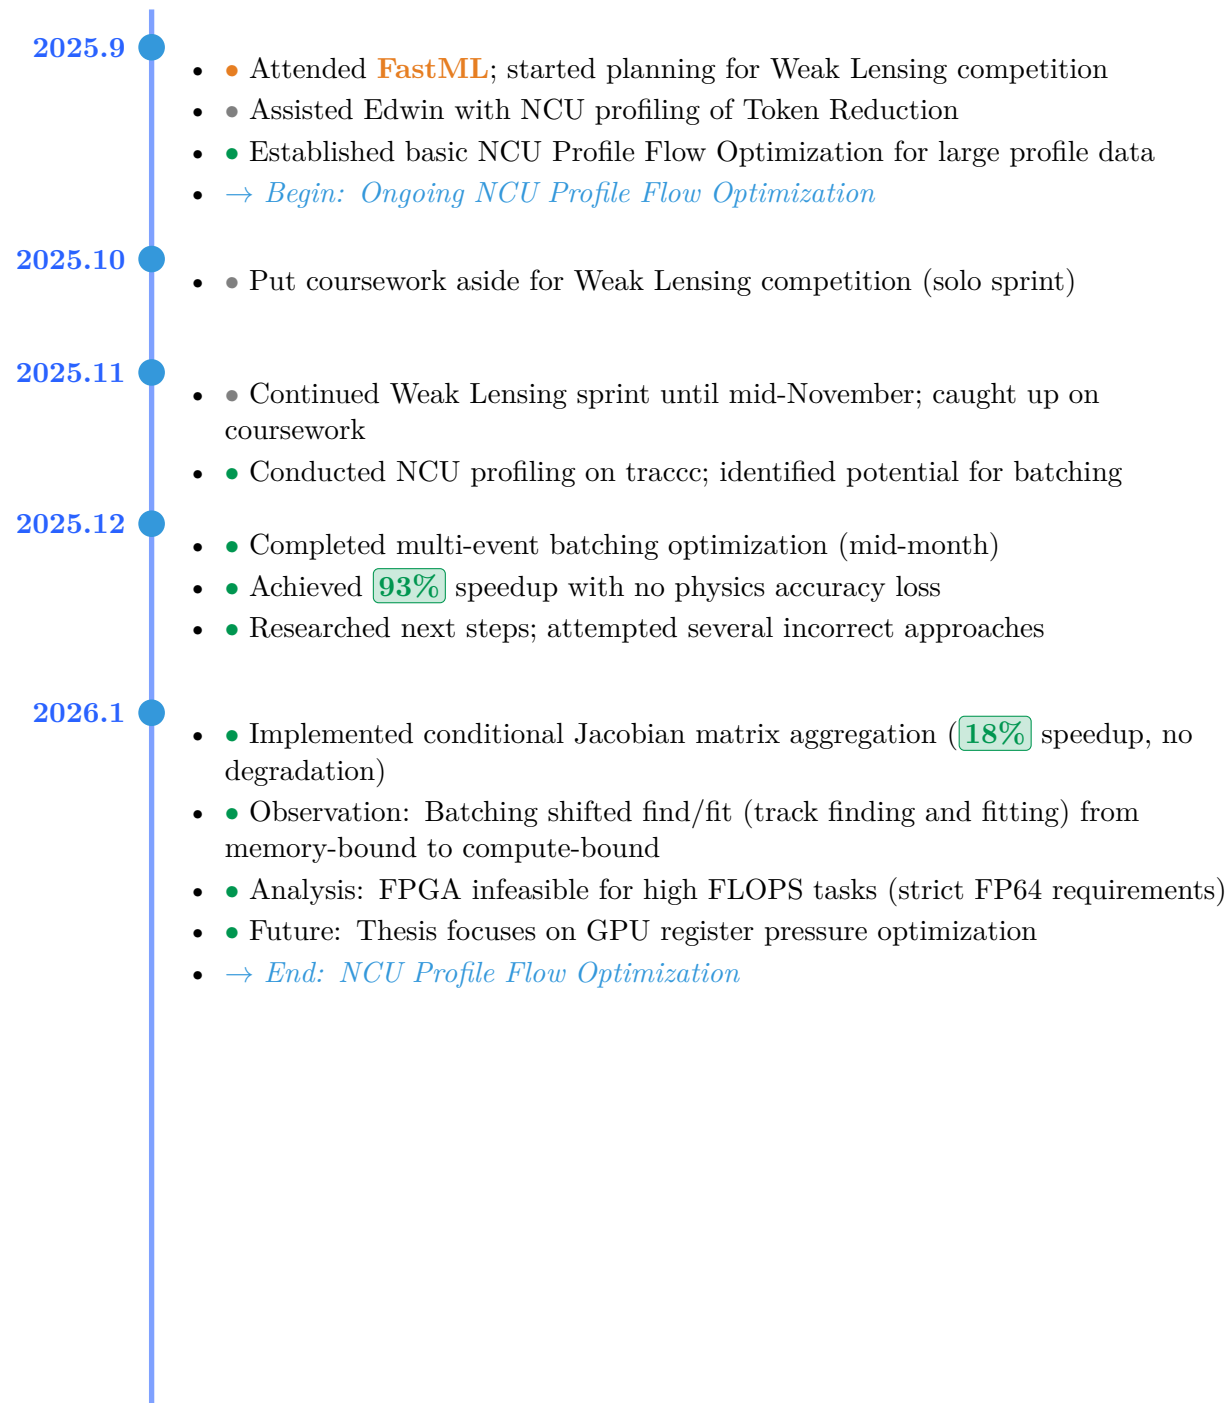 2025.9
• • Attended FastML; started planning for Weak Lensing competition
• • Assisted Edwin with NCU profiling of Token Reduction
• • Established basic NCU Profile Flow Optimization for large profile data
• → Begin: Ongoing NCU Profile Flow Optimization
2025.10
• • Put coursework aside for Weak Lensing competition (solo sprint)
2025.11
• • Continued Weak Lensing sprint until mid-November; caught up on
coursework
• • Conducted NCU profiling on traccc; identified potential for batching
2025.12
• • Completed multi-event batching optimization (mid-month)
• • Achieved 93% speedup with no physics accuracy loss
• • Researched next steps; attempted several incorrect approaches
2026.1
• • Implemented conditional Jacobian matrix aggregation (18% speedup, no
degradation)
• • Observation: Batching shifted find/fit (track finding and fitting) from
memory-bound to compute-bound
• • Analysis: FPGA infeasible for high FLOPS tasks (strict FP64 requirements)
• • Future: Thesis focuses on GPU register pressure optimization
• → End: NCU Profile Flow Optimization